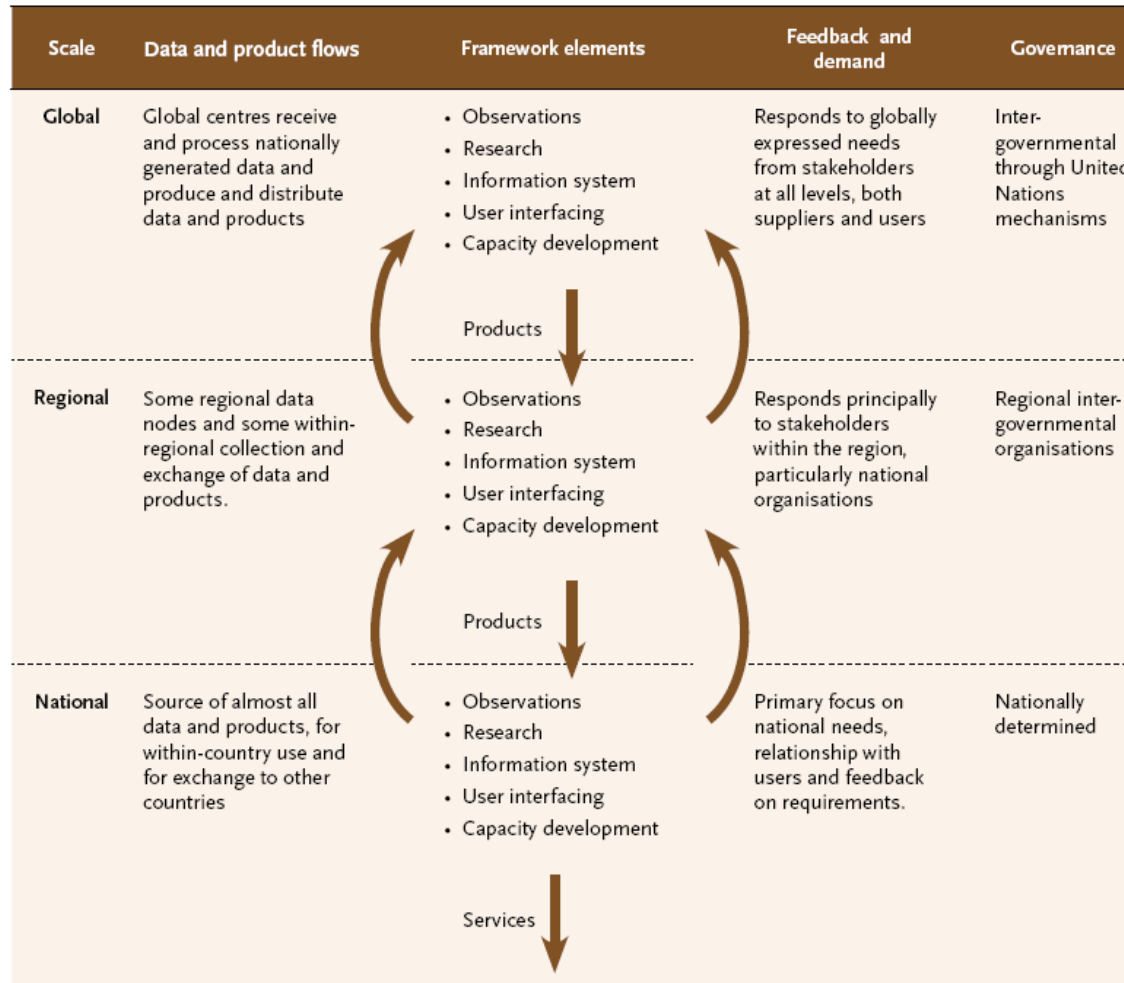 Scale
Data and product flows
Framework elements
Feedback and
demand
Governance
Global
Global centres receive
and process nationally
generated data and
produce and distribute
data and products
• Observations
• Research
• Information system
• User interfacing
• Capacity development
Responds to globally
expressed needs
from stakeholders
at all levels, both
suppliers and users
Inter-
governmental
through United
Nations
mechanisms
Products
Regional
Some regional data
nodes and some within-
regional collection and
exchange of data and
products.
• Observations
• Research
• Information system
• User interfacing
• Capacity development
Responds principally
to stakeholders
within the region,
particularly national
organisations
Regional inter-
governmental
organisations
Products
National
Source of almost all
data and products, for
within-country use and
for exchange to other
countries
• Observations
• Research
• Information system
• User interfacing
• Capacity development
Primary focus on
national needs,
relationship with
users and feedback
on requirements.
Nationally
determined
Services